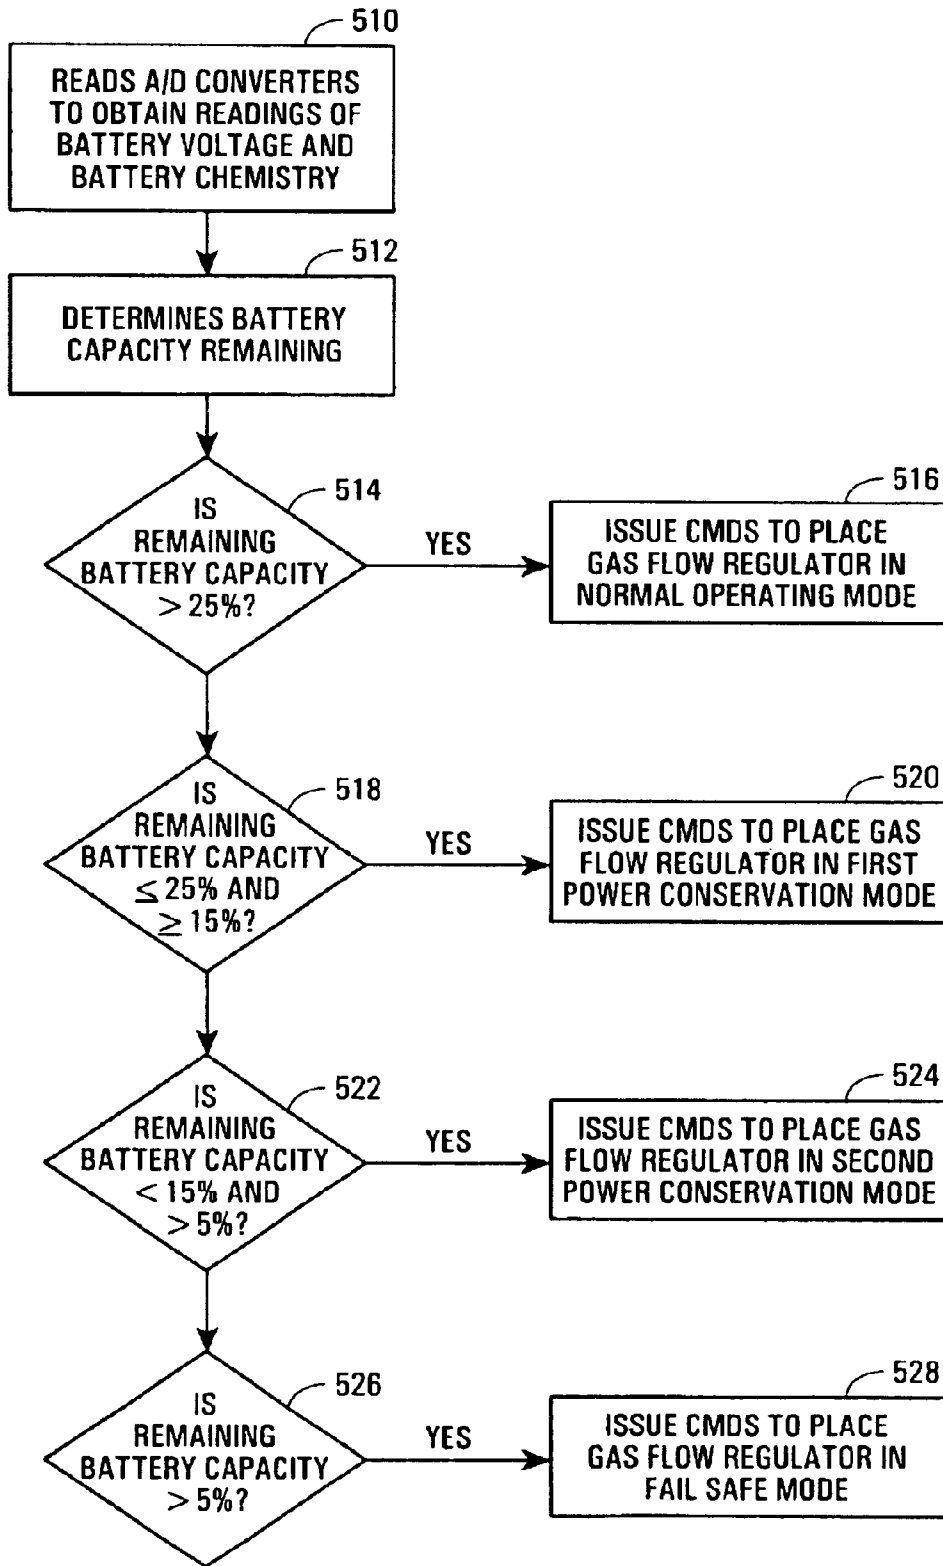 510
READS A/D CONVERTERS
TO OBTAIN READINGS OF
BATTERY VOLTAGE AND
BATTERY CHEMISTRY
512
DETERMINES BATTERY
CAPACITY REMAINING
514
IS
REMAINING
BATTERY CAPACITY
> 25%?
YES
516
ISSUE CMDS TO PLACE
GAS FLOW REGULATOR IN
NORMAL OPERATING MODE
518
IS
REMAINING
BATTERY CAPACITY
≤ 25% AND
≥ 15%?
YES
520
ISSUE CMDS TO PLACE GAS
FLOW REGULATOR IN FIRST
POWER CONSERVATION MODE
522
IS
REMAINING
BATTERY CAPACITY
< 15% AND
> 5%?
YES
524
ISSUE CMDS TO PLACE GAS
FLOW REGULATOR IN SECOND
POWER CONSERVATION MODE
526
IS
REMAINING
BATTERY CAPACITY
> 5%?
YES
528
ISSUE CMDS TO PLACE
GAS FLOW REGULATOR IN
FAIL SAFE MODE